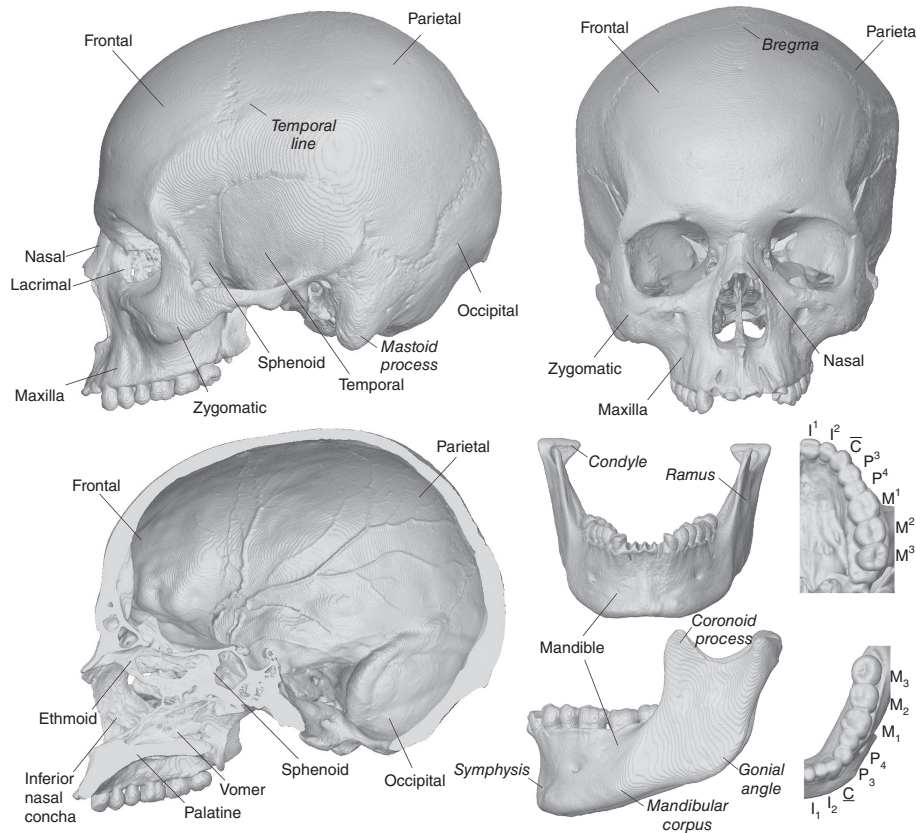 Parietal
Frontal
Temporal
line
Nasal
Lacrimal
Occipital
Mastoid
process
Sphenoid
Temporal
Maxilla
Zygomatic
Frontal
Bregma
Parieta
Zygomatic
Nasal
Maxilla
Parietal
Frontal
Ethmoid
Sphenoid
Occipital
Inferior
nasal
concha
Vomer
Palatine
Condyle
Ramus
Mandible
Coronoid
process
Symphysis
Gonial
angle
Mandibular
corpus
I¹
I²
C̅
P³
P⁴
M¹
M²
M³
M₃
M₂
M₁
P₄
P₃
C̲
I₂
I₁